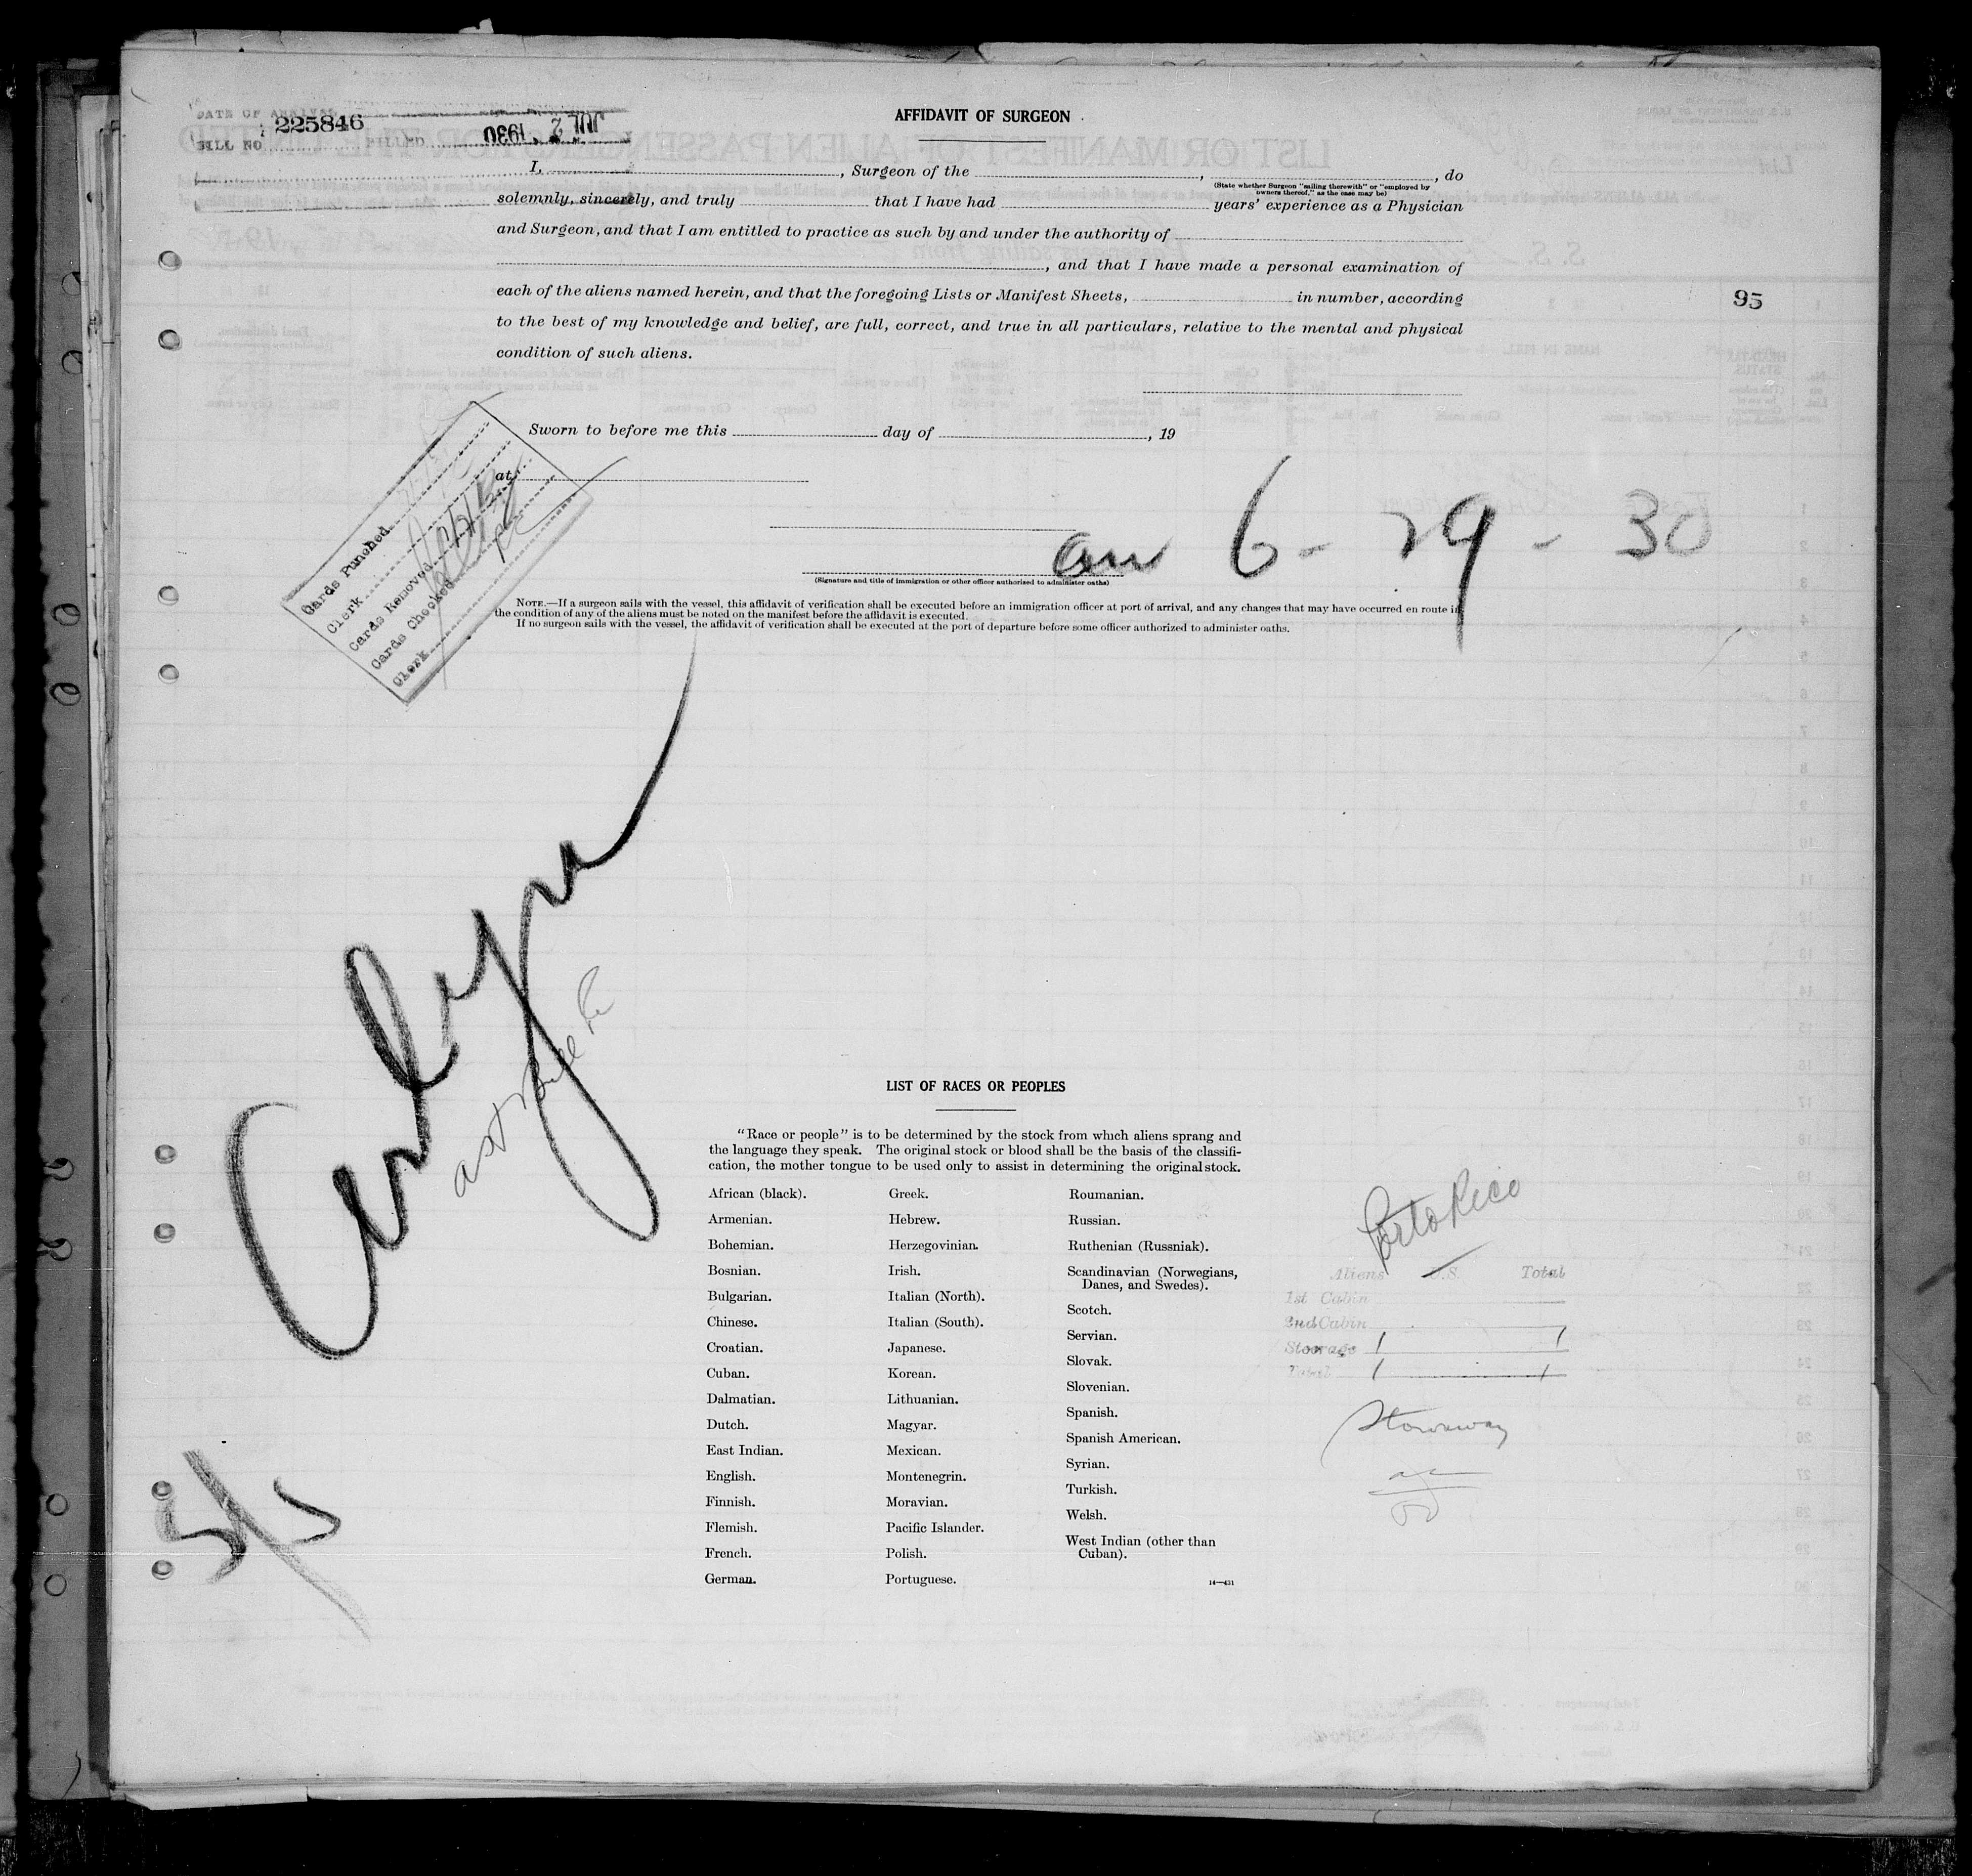 DATE OF ARRIVAL
225846
BILL NO. FILLED
JUL 2 1930
AFFIDAVIT OF SURGEON
I, , Surgeon of the , , do
(State whether Surgeon "sailing therewith" or "employed by owners thereof," as the case may be)
solemnly, sincerely, and truly that I have had years' experience as a Physician
and Surgeon, and that I am entitled to practice as such by and under the authority of
, and that I have made a personal examination of
each of the aliens named herein, and that the foregoing Lists or Manifest Sheets, in number, according
to the best of my knowledge and belief, are full, correct, and true in all particulars, relative to the mental and physical
condition of such aliens.
95
Sworn to before me this day of , 19
at
6-29-30
(Signature and title of immigration or other officer authorized to administer oaths)
Cards Punched
Clerk
Cards Removed
Cards Checked
Clerk
NOTE.—If a surgeon sails with the vessel, this affidavit of verification shall be executed before an immigration officer at port of arrival, and any changes that may have occurred en route in
the condition of any of the aliens must be noted on the manifest before the affidavit is executed.
If no surgeon sails with the vessel, the affidavit of verification shall be executed at the port of departure before some officer authorized to administer oaths.
LIST OF RACES OR PEOPLES
"Race or people" is to be determined by the stock from which aliens sprang and
the language they speak. The original stock or blood shall be the basis of the classifi-
cation, the mother tongue to be used only to assist in determining the original stock.
African (black).
Armenian.
Bohemian.
Bosnian.
Bulgarian.
Chinese.
Croatian.
Cuban.
Dalmatian.
Dutch.
East Indian.
English.
Finnish.
Flemish.
French.
German.
Greek.
Hebrew.
Herzegovinian.
Irish.
Italian (North).
Italian (South).
Japanese.
Korean.
Lithuanian.
Magyar.
Mexican.
Montenegrin.
Moravian.
Pacific Islander.
Polish.
Portuguese.
Roumanian.
Russian.
Ruthenian (Russniak).
Scandinavian (Norwegians,
Danes, and Swedes).
Scotch.
Servian.
Slovak.
Slovenian.
Spanish.
Spanish American.
Syrian.
Turkish.
Welsh.
West Indian (other than
Cuban).
14—431
Porto Rico
Aliens U.S. Total
1st Cabin
2nd Cabin
Steerage 1 1
Total 1 1
Stowaway